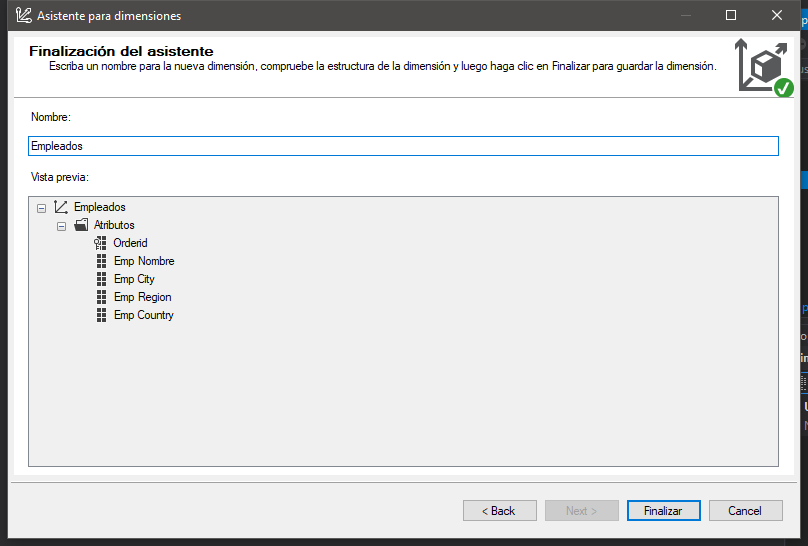 Asistente para dimensiones
Finalización del asistente
Escriba un nombre para la nueva dimensión, compruebe la estructura de la dimensión y luego haga clic en Finalizar para guardar la dimensión.
Nombre:
Empleados
Vista previa:
Empleados
Atributos
Orderid
Emp Nombre
Emp City
Emp Region
Emp Country
< Back
Next >
Finalizar
Cancel